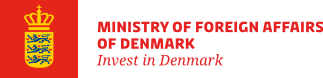 MINISTRY OF FOREIGN AFFAIRS
OF DENMARK
Invest in Denmark